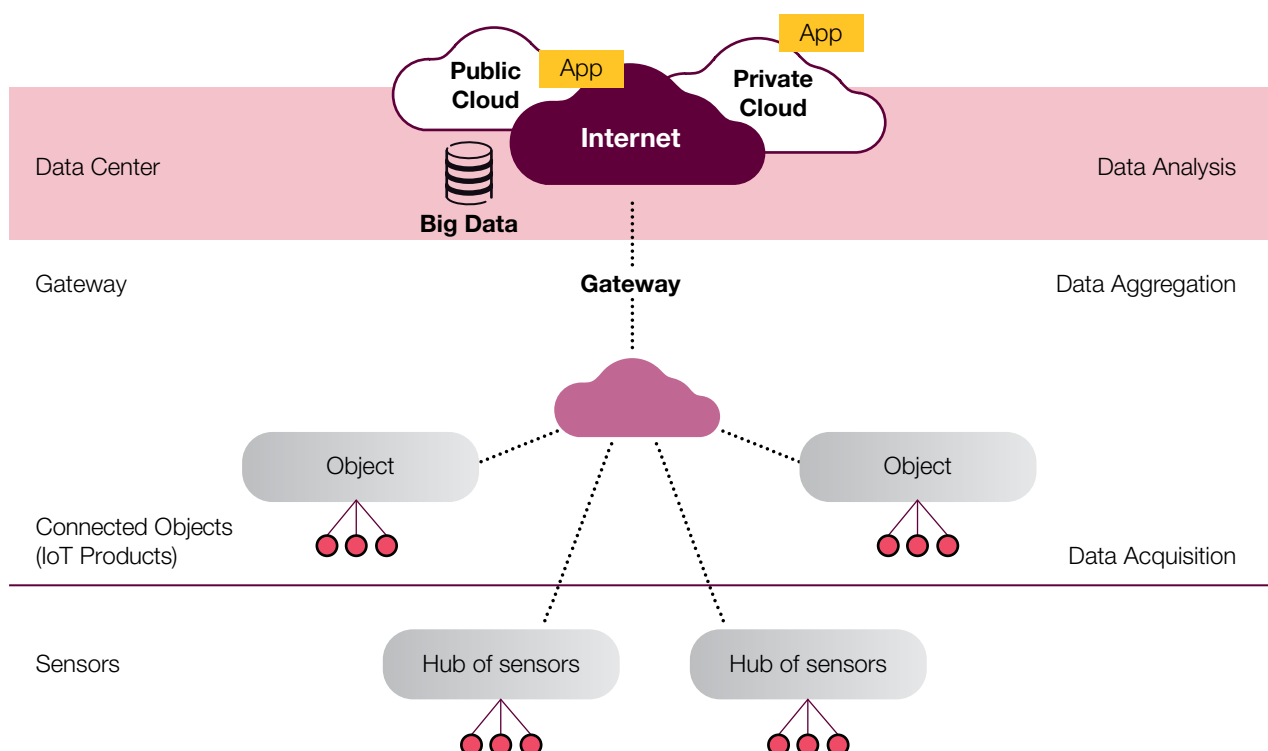 App
App
Public
Cloud
Private
Cloud
Internet
Data Center
Data Analysis
Big Data
Gateway
Gateway
Data Aggregation
Object
Object
Connected Objects
(IoT Products)
Data Acquisition
Sensors
Hub of sensors
Hub of sensors